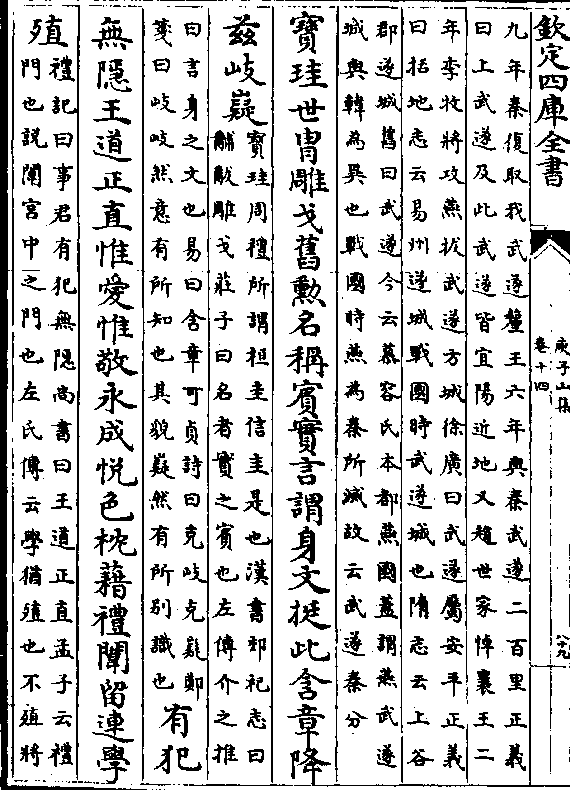 欽定四庫全書
庾子山集
卷十四
八十九
九年秦復取我武遂釐王六年與秦武遂二百里正義
曰上武遂及此武遂皆宜陽近地又趙世家悼襄王二
年李牧將攻燕拔武遂方城徐廣曰武遂屬安平正義
曰括地志云易州遂城戰國時武遂城也隋志云上谷
郡遂城舊曰武遂今云慕容氏本都燕國蓋謂燕武遂
城與韓為異也戰國時燕為秦所滅故云武遂秦分
寶珪世胄雕戈舊勲名稱賓實言謂身文挺此含章降
兹岐嶷
寶珪周禮所謂桓圭信圭是也漢書郊祀志曰
黼黻雕戈莊子曰名者實之賓也左傳介之推
曰言身之文也易曰含章可貞詩曰克岐克嶷鄭
箋曰岐岐然意有所知也其貌嶷然有所別識也
有犯
無隱王道正直惟愛惟敬永成悅色枕藉禮闈留連學
殖
禮記曰事君有犯無隠尚書曰王道正直孟子云禮
門也説闈宮中之門也左氏傳云學猶殖也不殖將